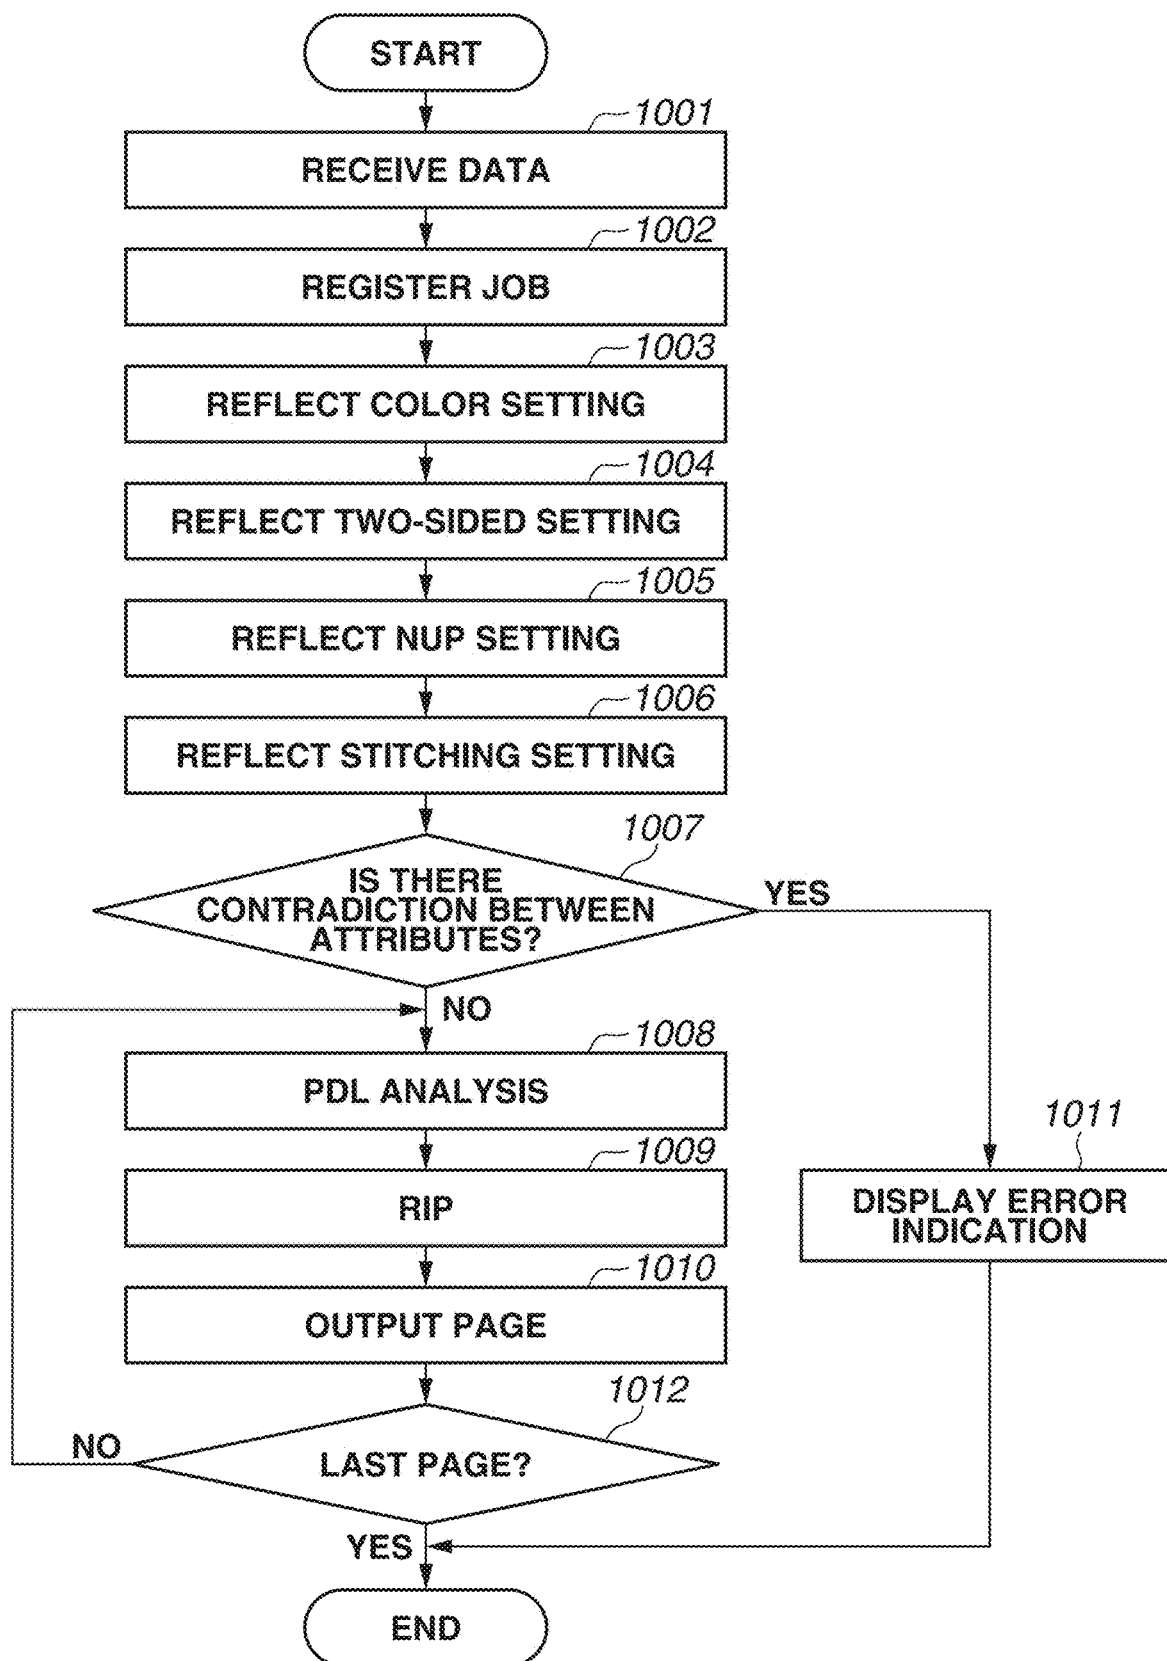 START
1001
RECEIVE DATA
1002
REGISTER JOB
1003
REFLECT COLOR SETTING
1004
REFLECT TWO-SIDED SETTING
1005
REFLECT NUP SETTING
1006
REFLECT STITCHING SETTING
1007
IS THERE
CONTRADICTION BETWEEN
ATTRIBUTES?
YES
NO
1008
PDL ANALYSIS
1009
RIP
1010
OUTPUT PAGE
1011
DISPLAY ERROR
INDICATION
1012
LAST PAGE?
NO
YES
END